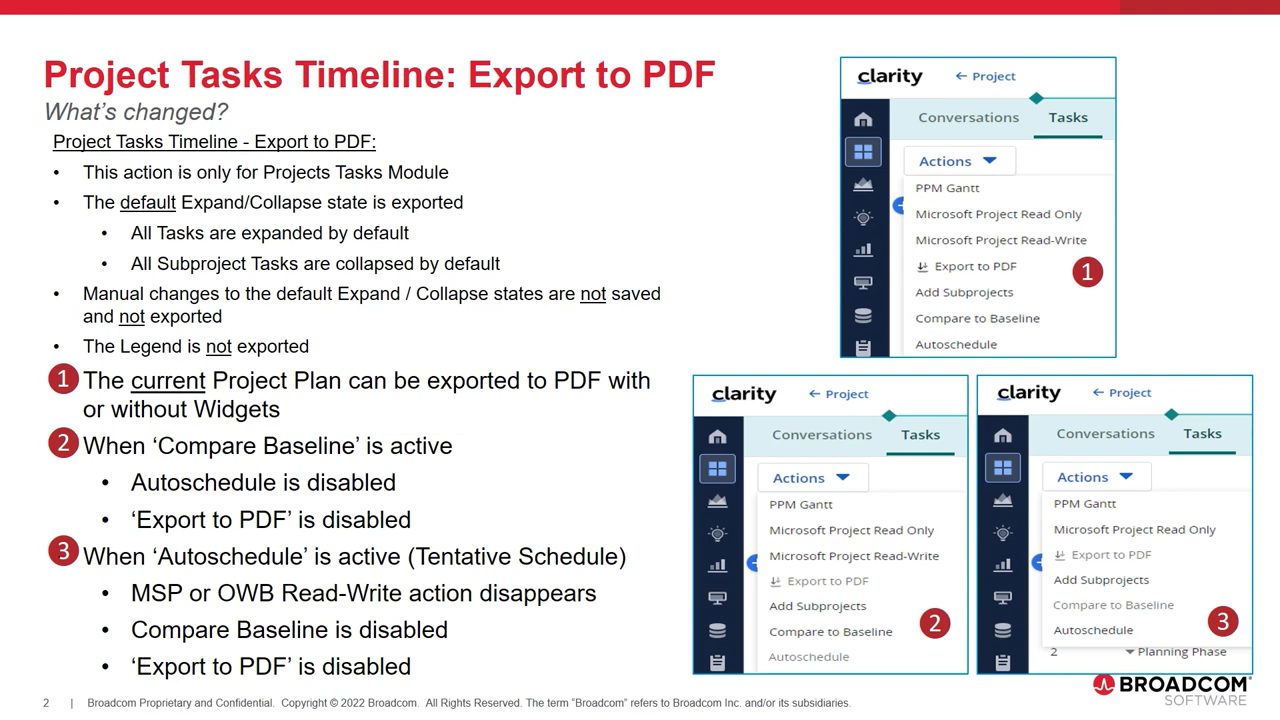 Project Tasks Timeline: Export to PDF
What's changed?
Project Tasks Timeline - Export to PDF:
• This action is only for Projects Tasks Module
• The default Expand/Collapse state is exported
• All Tasks are expanded by default
• All Subproject Tasks are collapsed by default
• Manual changes to the default Expand / Collapse states are not saved
and not exported
• The Legend is not exported
1 The current Project Plan can be exported to PDF with
or without Widgets
2 When ‘Compare Baseline’ is active
• Autoschedule is disabled
• ‘Export to PDF’ is disabled
3 When ‘Autoschedule’ is active (Tentative Schedule)
• MSP or OWB Read-Write action disappears
• Compare Baseline is disabled
• ‘Export to PDF’ is disabled
clarity ← Project
Conversations Tasks
Actions
PPM Gantt
Microsoft Project Read Only
Microsoft Project Read-Write
Export to PDF
1
Add Subprojects
Compare to Baseline
Autoschedule
clarity ← Project
Conversations Tasks
Actions
PPM Gantt
Microsoft Project Read Only
Microsoft Project Read-Write
Export to PDF
Add Subprojects
Compare to Baseline
2
Autoschedule
clarity ← Project
Conversations Tasks
Actions
PPM Gantt
Microsoft Project Read Only
Export to PDF
Add Subprojects
Compare to Baseline
3
Autoschedule
2 Planning Phase
2 | Broadcom Proprietary and Confidential. Copyright © 2022 Broadcom. All Rights Reserved. The term "Broadcom" refers to Broadcom Inc. and/or its subsidiaries.
BROADCOM
SOFTWARE